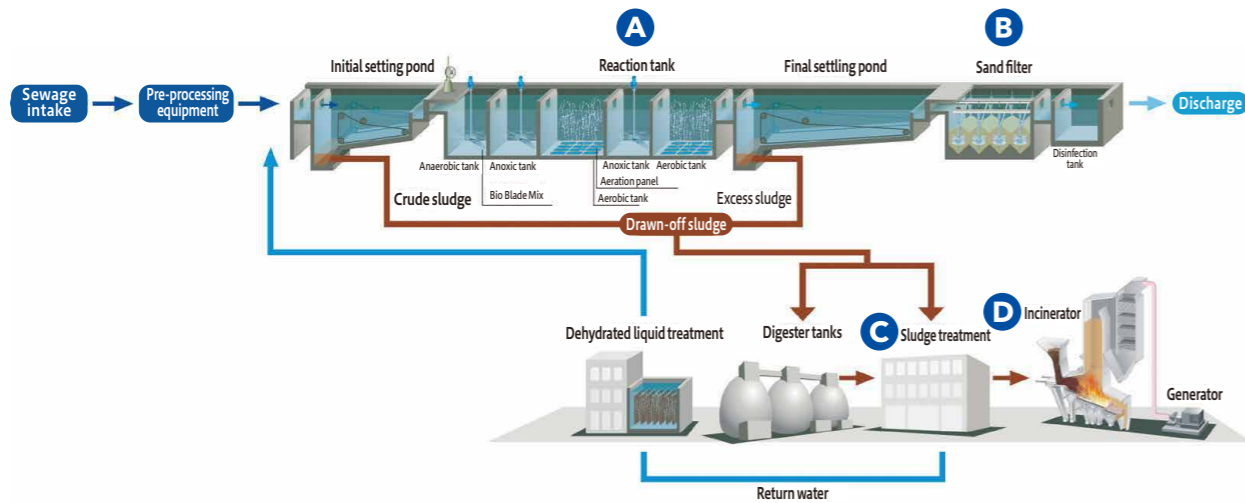 A
B
Initial setting pond
Reaction tank
Final settling pond
Sand filter
Sewage
intake
Pre-processing
equipment
Discharge
Anaerobic tank
Anoxic tank
Anoxic tank
Aerobic tank
Disinfection
tank
Aeration panel
Bio Blade Mix
Aerobic tank
Crude sludge
Excess sludge
Drawn-off sludge
Dehydrated liquid treatment
Digester tanks
C
Sludge treatment
D
Incinerator
Generator
Return water